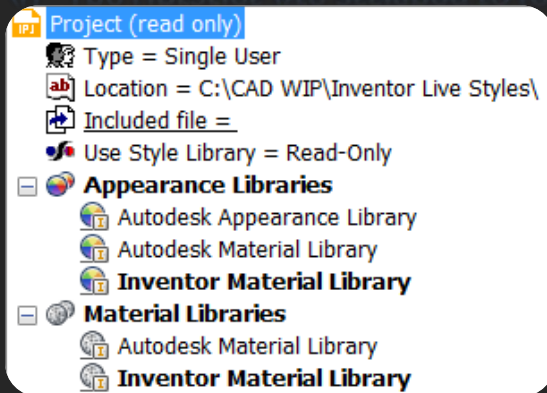 IPJ Project (read only)
Type = Single User
ab Location = C:\CAD WIP\Inventor Live Styles\
Included file =
Use Style Library = Read-Only
Appearance Libraries
Autodesk Appearance Library
Autodesk Material Library
Inventor Material Library
Material Libraries
Autodesk Material Library
Inventor Material Library